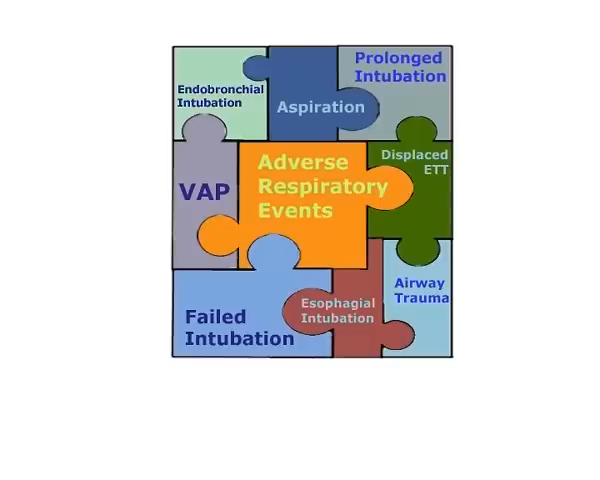 Endobronchial
Intubation
Aspiration
Prolonged
Intubation
VAP
Adverse
Respiratory
Events
Displaced
ETT
Failed
Intubation
Esophagial
Intubation
Airway
Trauma